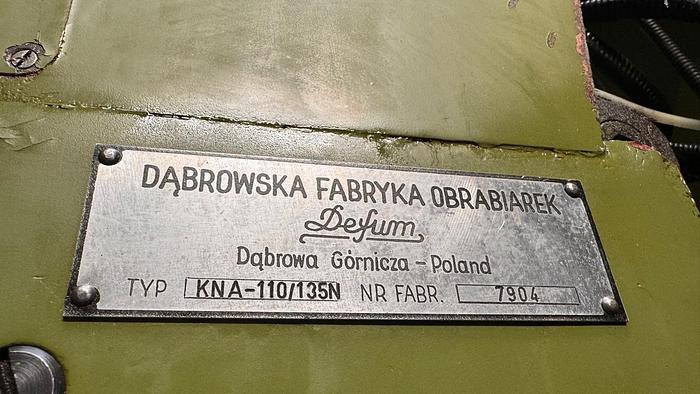 DĄBROWSKA FABRYKA OBRABIAREK
Defum
Dąbrowa Górnicza - Poland
TYP KNA-110/135N NR FABR. 7904